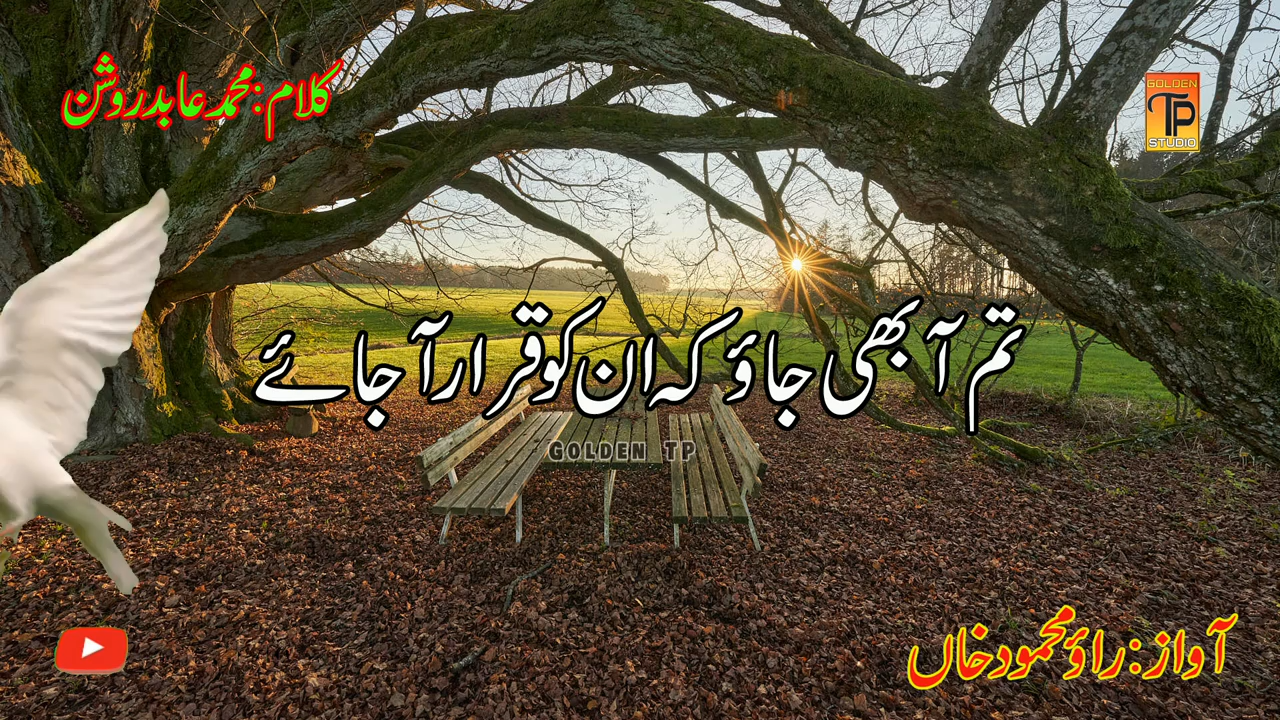 کلام: محمد عابد روشن
GOLDEN
TP
STUDIO
تم آ بھی جاؤ کہ ان کو قرار آ جائے
GOLDEN TP
آواز: راؤ محمود خاں